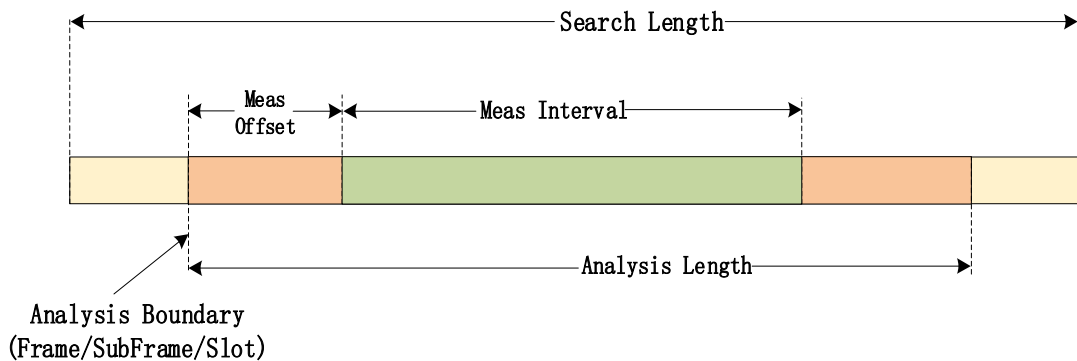 Search Length
Meas
Offset
Meas Interval
Analysis Length
Analysis Boundary
(Frame/SubFrame/Slot)